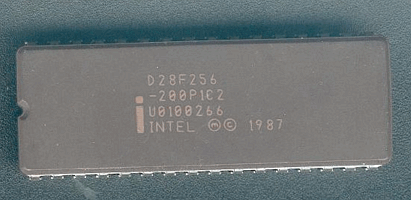 D28F256
-200P1C2
U0100266
i INTEL Ⓜ © 1987